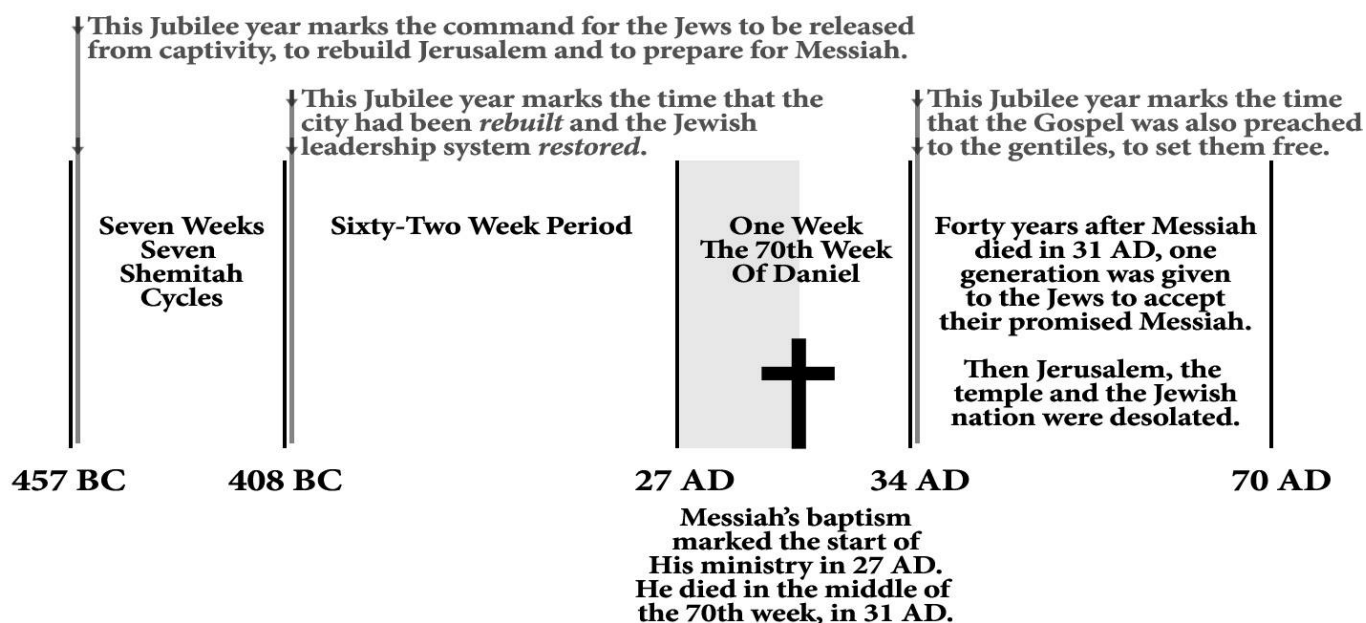 This Jubilee year marks the command for the Jews to be released
from captivity, to rebuild Jerusalem and to prepare for Messiah.
This Jubilee year marks the time that the
city had been rebuilt and the Jewish
leadership system restored.
This Jubilee year marks the time
that the Gospel was also preached
to the gentiles, to set them free.
Seven Weeks
Seven
Shemitah
Cycles
Sixty-Two Week Period
One Week
The 70th Week
Of Daniel
Forty years after Messiah
died in 31 AD, one
generation was given
to the Jews to accept
their promised Messiah.
Then Jerusalem, the
temple and the Jewish
nation were desolated.
457 BC
408 BC
27 AD
34 AD
70 AD
Messiah's baptism
marked the start of
His ministry in 27 AD.
He died in the middle of
the 70th week, in 31 AD.